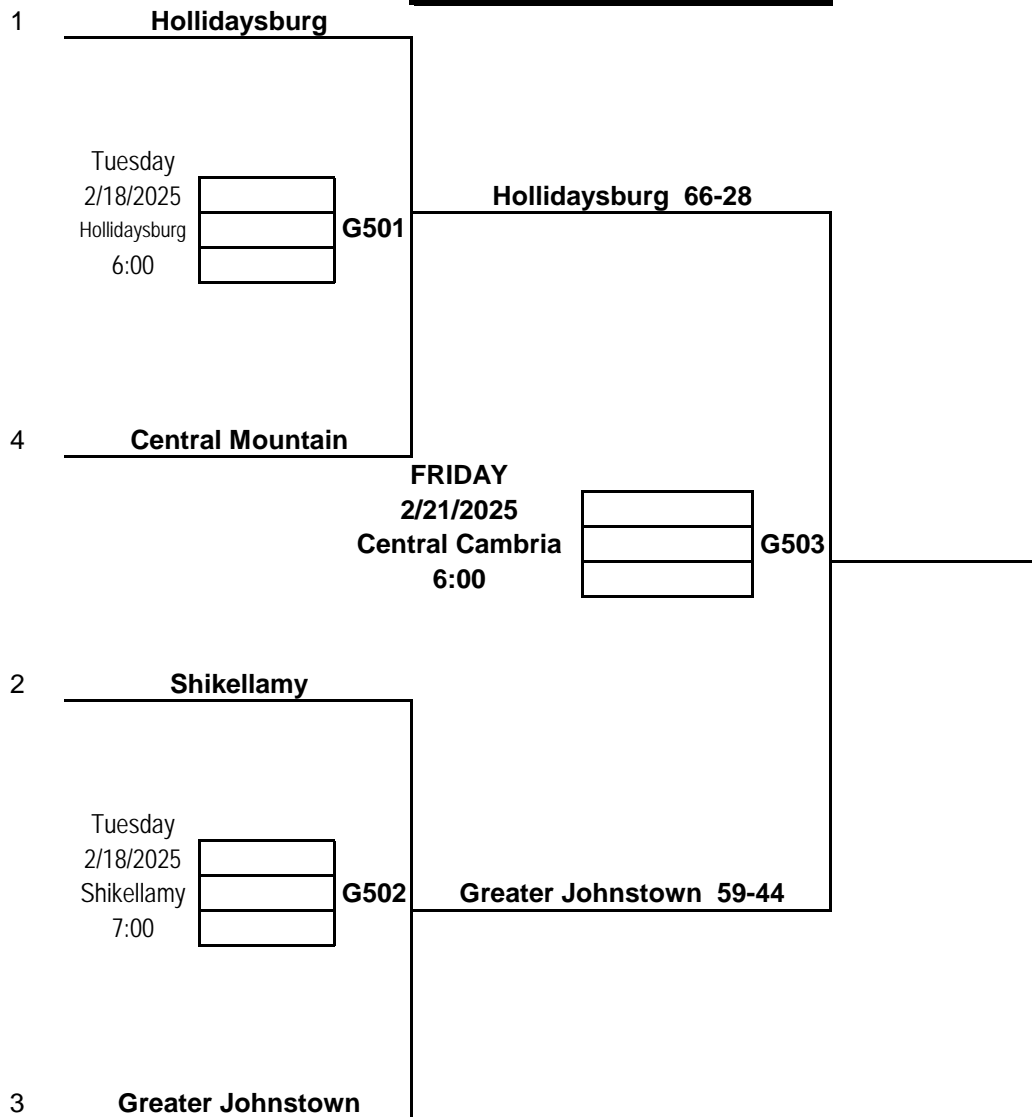 1 Hollidaysburg
Tuesday
2/18/2025
Hollidaysburg
6:00
G501
Hollidaysburg 66-28
4 Central Mountain
FRIDAY
2/21/2025
Central Cambria
6:00
G503
2 Shikellamy
Tuesday
2/18/2025
Shikellamy
7:00
G502
Greater Johnstown 59-44
3 Greater Johnstown